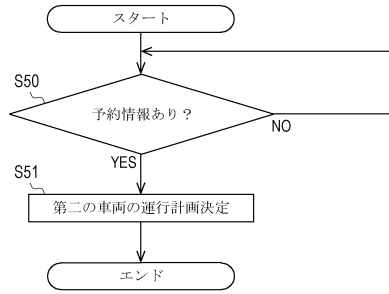 スタート
S50
予約情報あり？
NO
YES
S51
第二の車両の運行計画決定
エンド